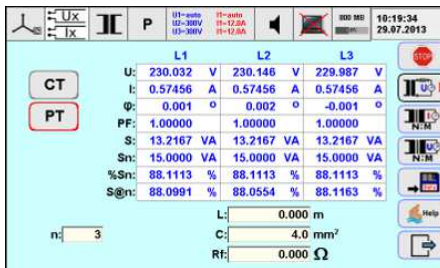 Ux
Ix
P
U1=auto I1=auto
U2=300V I1=12.0A
U3=300V I1=12.0A
800 MB
10:19:34
29.07.2013
L1 L2 L3
CT
PT
U: 230.032 V 230.146 V 229.987 V
I: 0.57456 A 0.57456 A 0.57456 A
φ: 0.001 o 0.002 o -0.001 o
PF: 1.00000 1.00000 1.00000
S: 13.2167 VA 13.2167 VA 13.2167 VA
Sn: 15.0000 VA 15.0000 VA 15.0000 VA
%Sn: 88.1113 % 88.1113 % 88.1113 %
S@n: 88.0991 % 88.0554 % 88.1163 %
L: 0.000 m
n: 3 C: 4.0 mm²
Rf: 0.000 Ω
STOP
U
I
N:M
U
N:M
Help